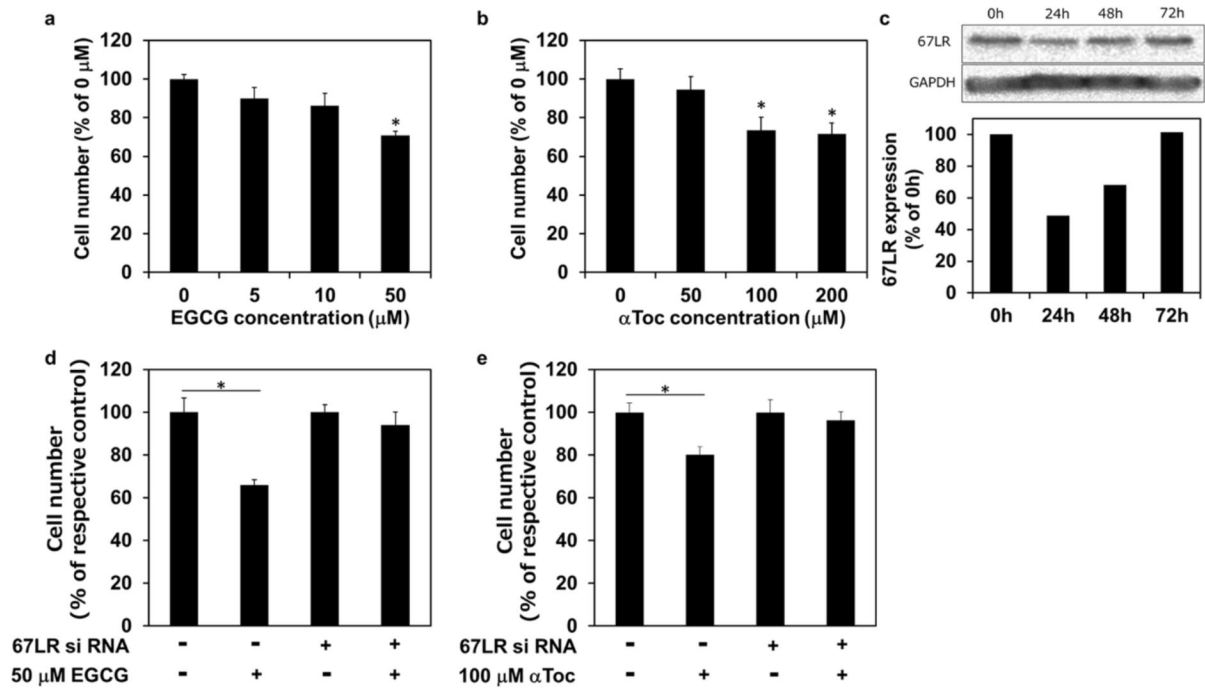 a
Cell number (% of 0 μM)
120
100
80
60
40
20
0
*
0 5 10 50
EGCG concentration (μM)
b
Cell number (% of 0 μM)
120
100
80
60
40
20
0
* *
0 50 100 200
αToc concentration (μM)
c
0h 24h 48h 72h
67LR
GAPDH
67LR expression
(% of 0h)
100
80
60
40
20
0
0h 24h 48h 72h
d
Cell number
(% of respective control)
120
100
80
60
40
20
0
*
67LR si RNA - - + +
50 μM EGCG - + - +
e
Cell number
(% of respective control)
120
100
80
60
40
20
0
*
67LR si RNA - - + +
100 μM αToc - + - +